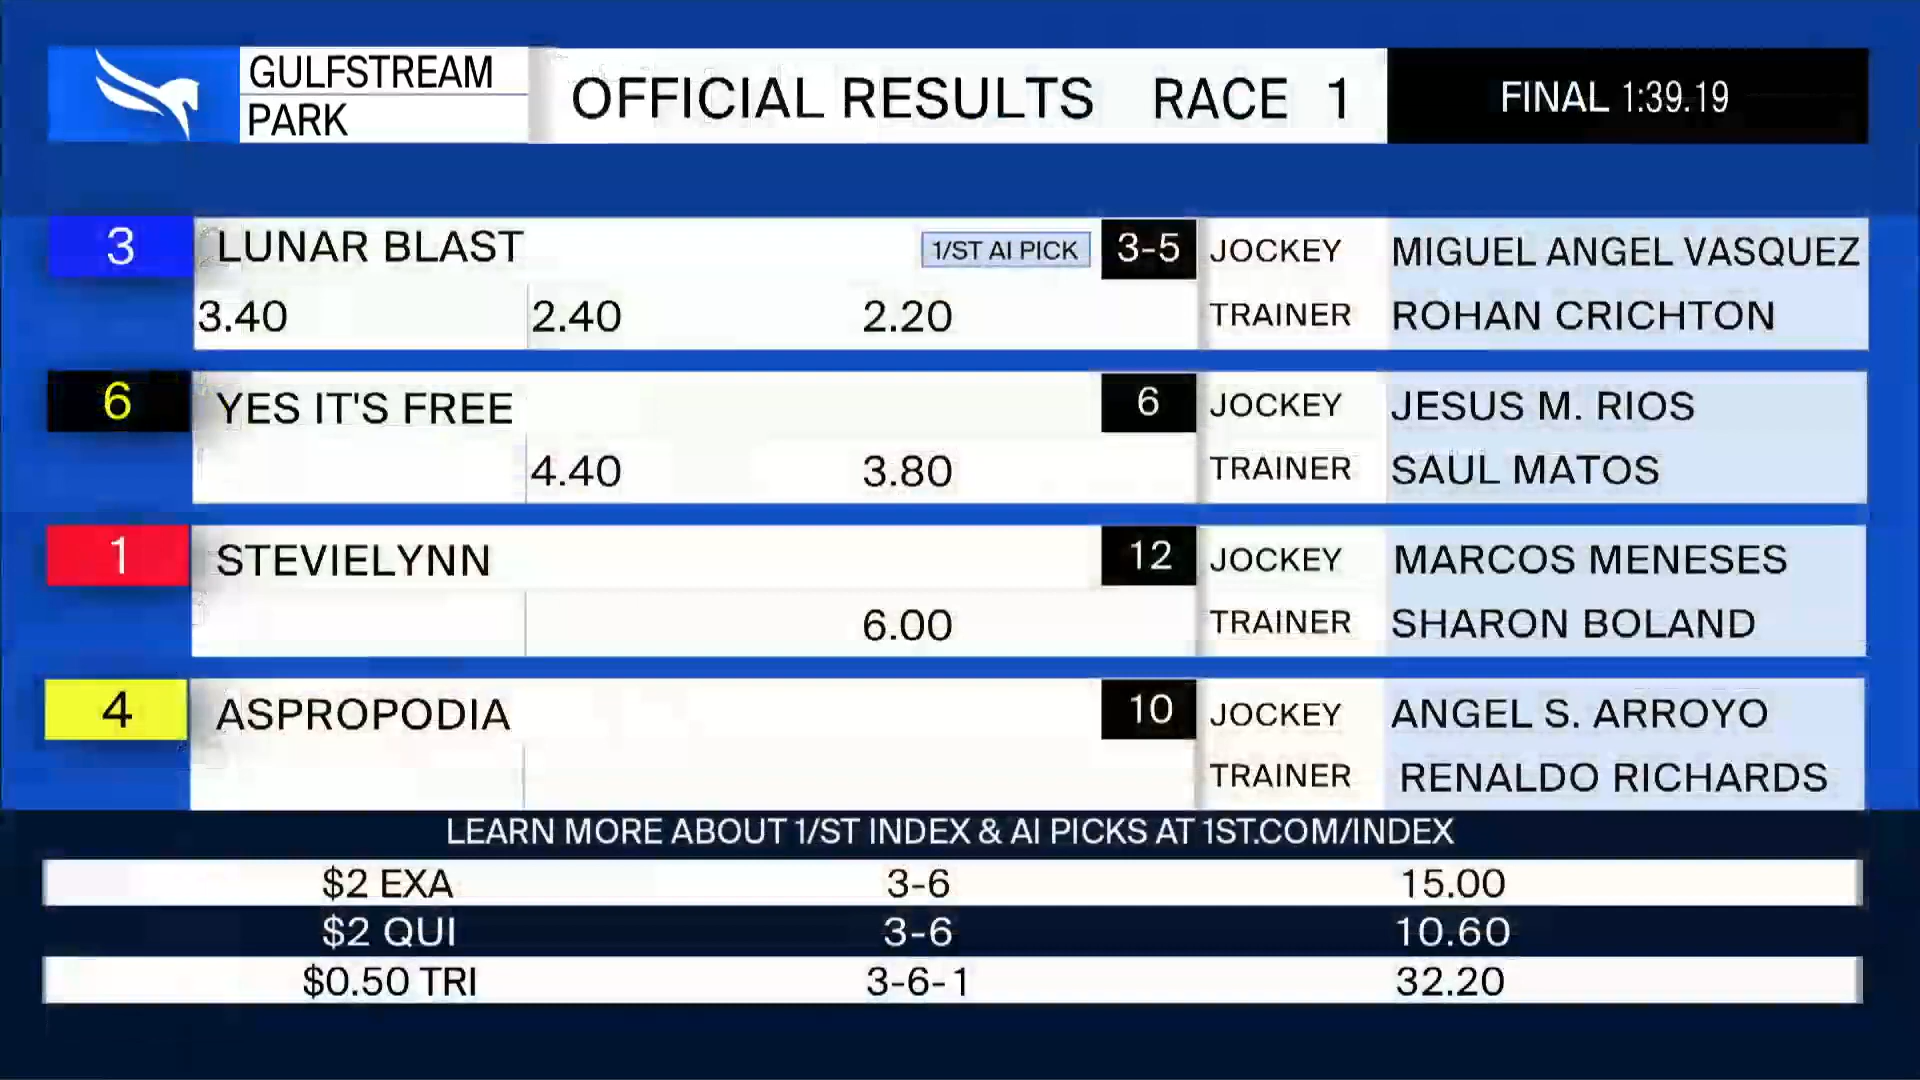 GULFSTREAM
PARK
OFFICIAL RESULTS RACE 1
FINAL 1:39.19
3 LUNAR BLAST 1/ST AI PICK 3-5 JOCKEY MIGUEL ANGEL VASQUEZ
3.40 2.40 2.20 TRAINER ROHAN CRICHTON
6 YES IT'S FREE 6 JOCKEY JESUS M. RIOS
4.40 3.80 TRAINER SAUL MATOS
1 STEVIELYNN 12 JOCKEY MARCOS MENESES
6.00 TRAINER SHARON BOLAND
4 ASPROPODIA 10 JOCKEY ANGEL S. ARROYO
TRAINER RENALDO RICHARDS
LEARN MORE ABOUT 1/ST INDEX & AI PICKS AT 1ST.COM/INDEX
$2 EXA 3-6 15.00
$2 QUI 3-6 10.60
$0.50 TRI 3-6-1 32.20